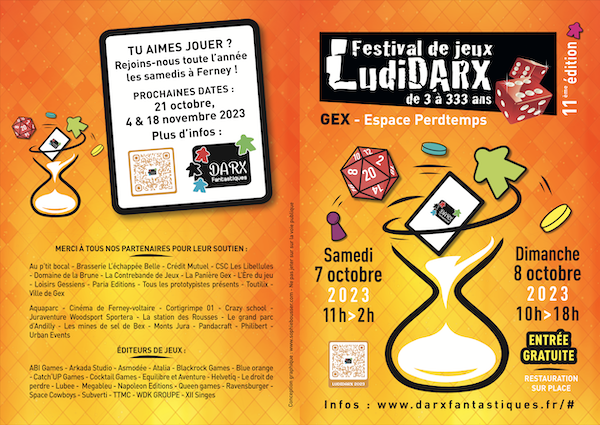 TU AIMES JOUER ?
Rejoins-nous toute l'année
les samedis à Ferney !
PROCHAINES DATES :
21 octobre,
4 & 18 novembre 2023
Plus d'infos :
DARX
Fantastiques
20
MERCI À TOUS NOS PARTENAIRES POUR LEUR SOUTIEN :
Au p'tit bocal - Brasserie L'échappée Belle - Crédit Mutuel - CSC Les Libellules
- Domaine de la Brune - La Contrebande de Jeux - La Panière Gex - L'Ère du jeu
- Loisirs Gessiens - Paria Editions - Tous les prototypistes présents - Toutilix -
Ville de Gex
Aquaparc - Cinéma de Ferney-voltaire - Cortigrimpe 01 - Crazy school -
Juraventure Woodsport Sportera - La station des Rousses - Le grand parc
d'Andilly - Les mines de sel de Bex - Monts Jura - Pandacraft - Philibert -
Urban Events
ÉDITEURS DE JEU :
ABI Games - Arkada Studio - Asmodée - Atalia - Blackrock Games - Blue orange
- Catch'UP Games - Cocktail Games - Equilibre et Aventure - Helvetiq - Le droit de
perdre - Lubee - Megableu - Napoleon Editions - Queen games - Ravensburger -
Space Cowboys - Subverti - TTMC - WDK GROUPE - XII Singes
Festival de jeux
LudiDARX
de 3 à 333 ans
11ème édition
GEX - Espace Perdtemps
20
8
2
14
DARX
Samedi
7 octobre
2023
11h>2h
Dimanche
8 octobre
2023
10h>18h
ENTRÉE
GRATUITE
RESTAURATION
SUR PLACE
LUDIDARX 2023
Infos : www.darxfantastiques.fr/#